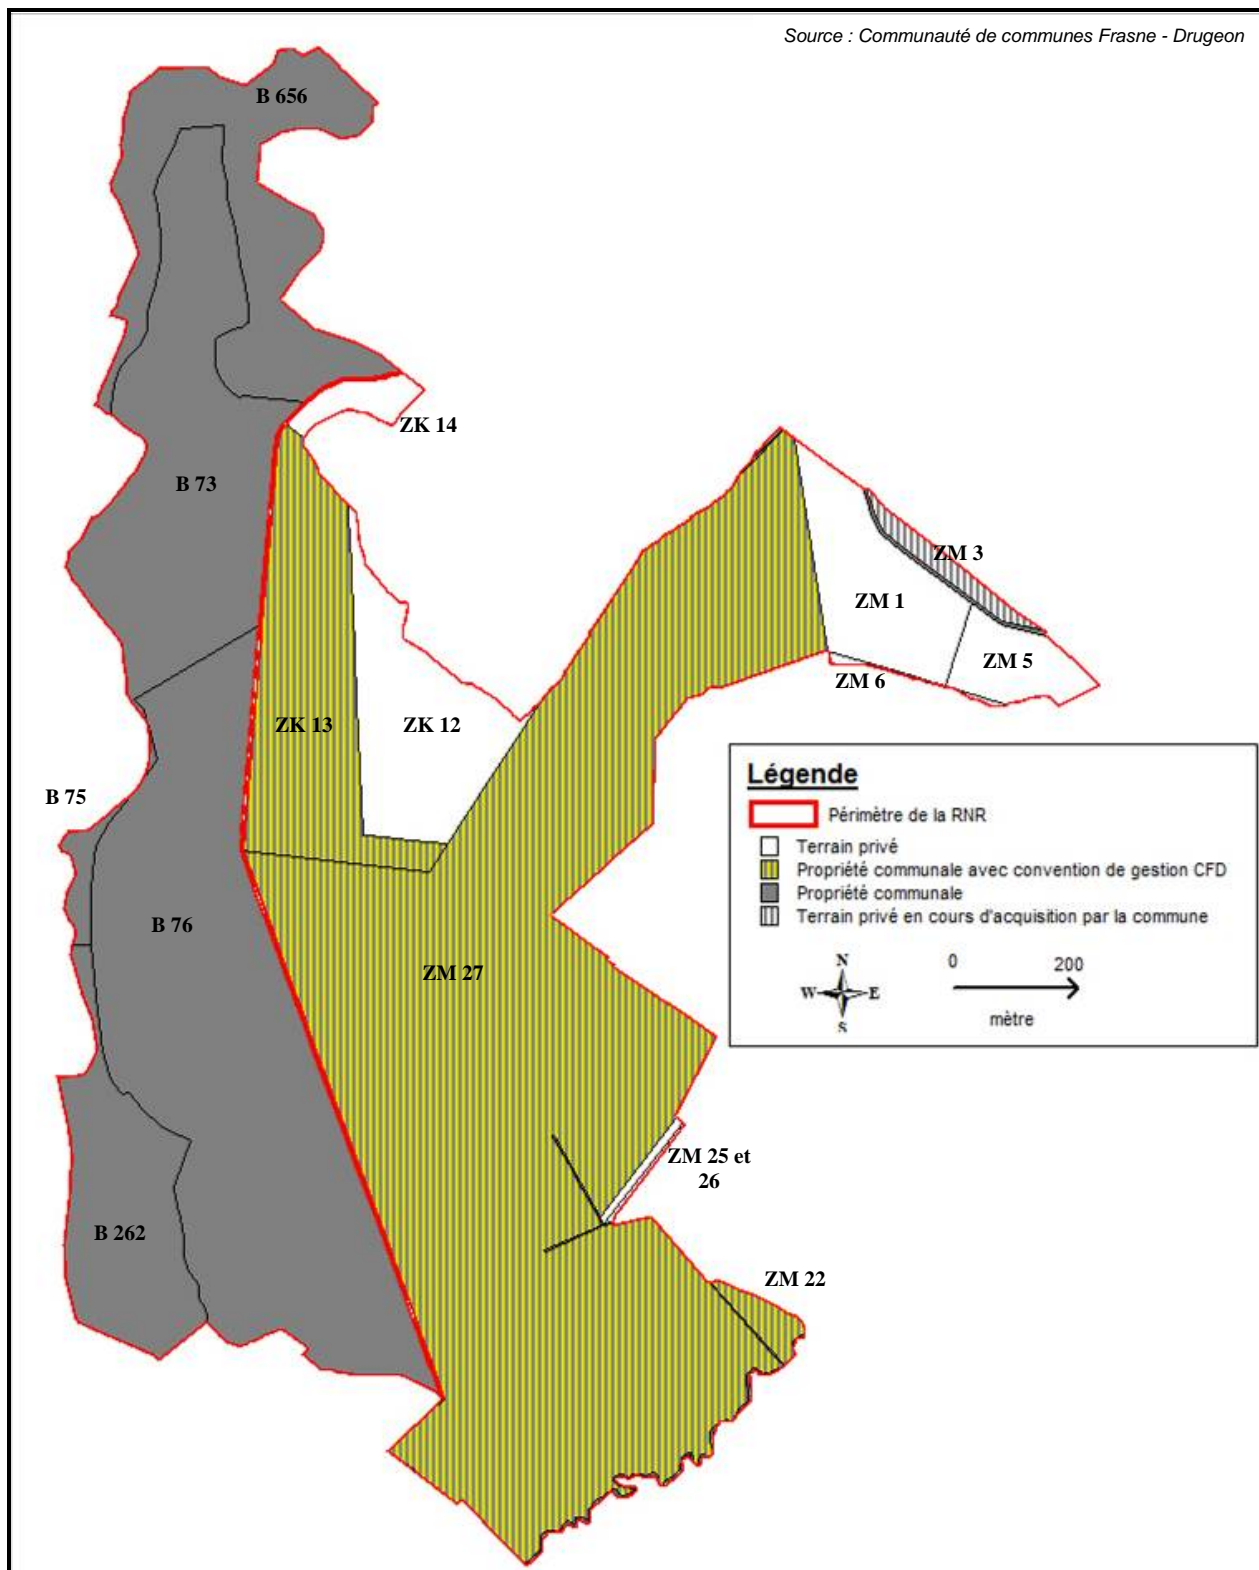 Source : Communauté de communes Frasne - Drugeon
B 656
ZK 14
B 73
ZM 3
ZM 1
ZM 5
ZM 6
ZK 13
ZK 12
B 75
B 76
ZM 27
Légende
Périmètre de la RNR
Terrain privé
Propriété communale avec convention de gestion CFD
Propriété communale
Terrain privé en cours d'acquisition par la commune
N
W E
S
0 200
mètre
ZM 25 et
26
B 262
ZM 22